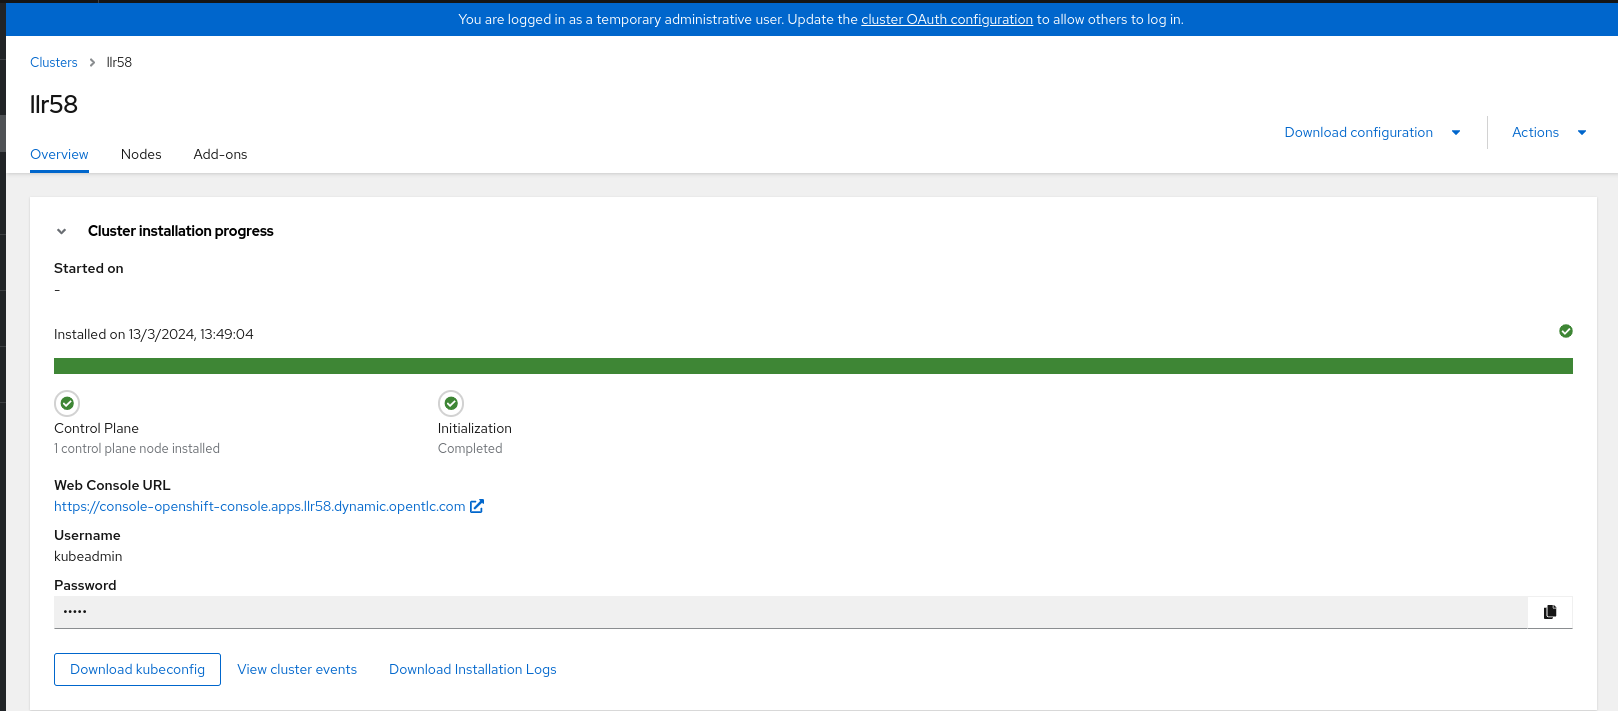 You are logged in as a temporary administrative user. Update the cluster OAuth configuration to allow others to log in.
Clusters > llr58
llr58
Download configuration Actions
Overview Nodes Add-ons
Cluster installation progress
Started on
-
Installed on 13/3/2024, 13:49:04
Control Plane Initialization
1 control plane node installed Completed
Web Console URL
https://console-openshift-console.apps.llr58.dynamic.opentlc.com
Username
kubeadmin
Password
•••••
Download kubeconfig View cluster events Download Installation Logs